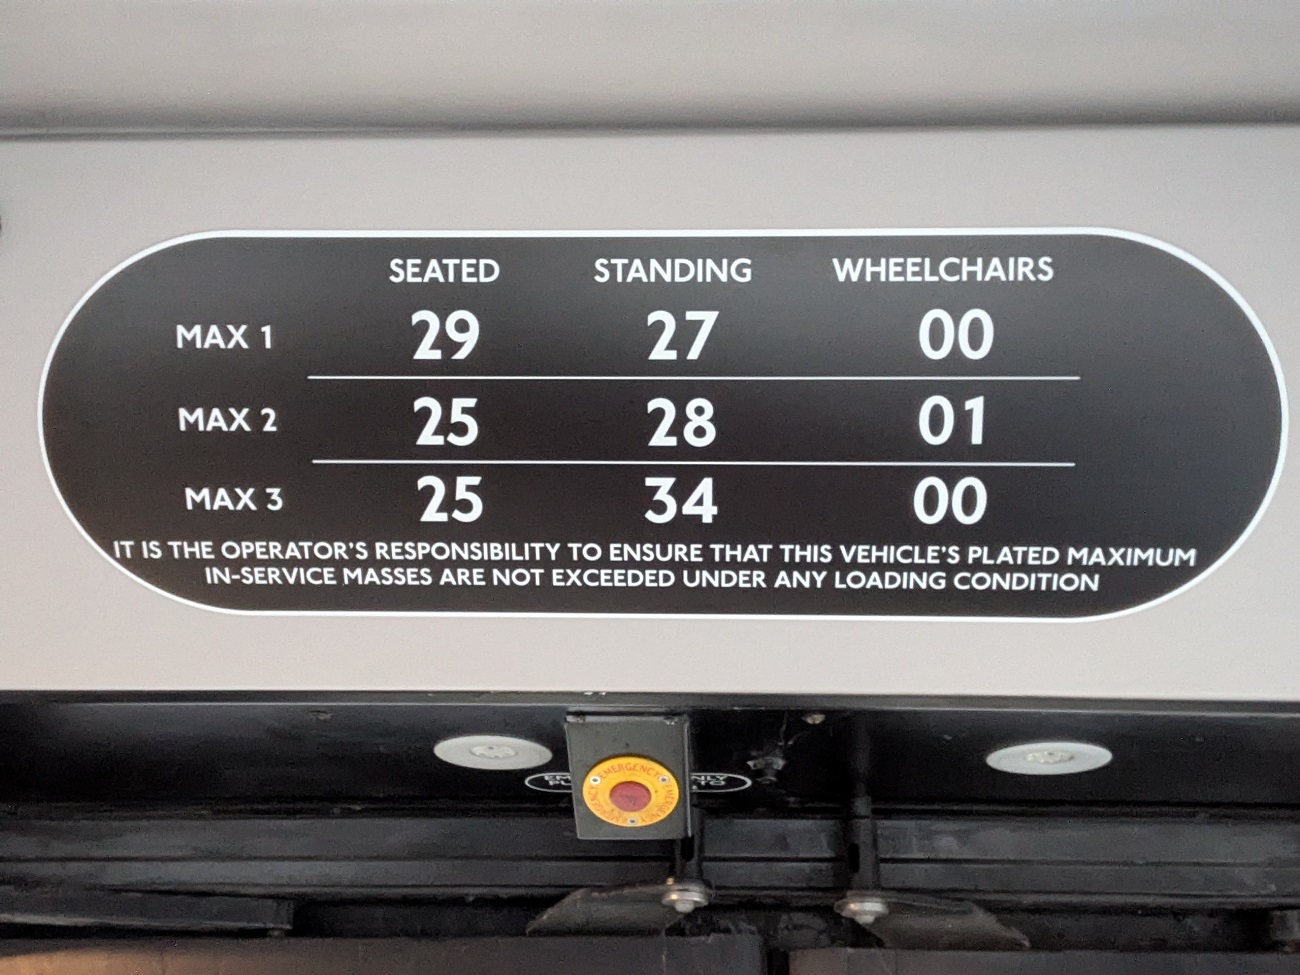 SEATED STANDING WHEELCHAIRS
MAX 1 29 27 00
MAX 2 25 28 01
MAX 3 25 34 00
IT IS THE OPERATOR'S RESPONSIBILITY TO ENSURE THAT THIS VEHICLE'S PLATED MAXIMUM
IN-SERVICE MASSES ARE NOT EXCEEDED UNDER ANY LOADING CONDITION
EMERGENCY
EMERGENCY
EMERGENCY